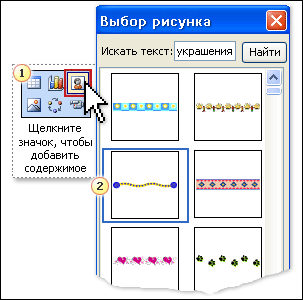 Выбор рисунка
Искать текст: украшения Найти
1
Щелкните
значок, чтобы
добавить
содержимое
2